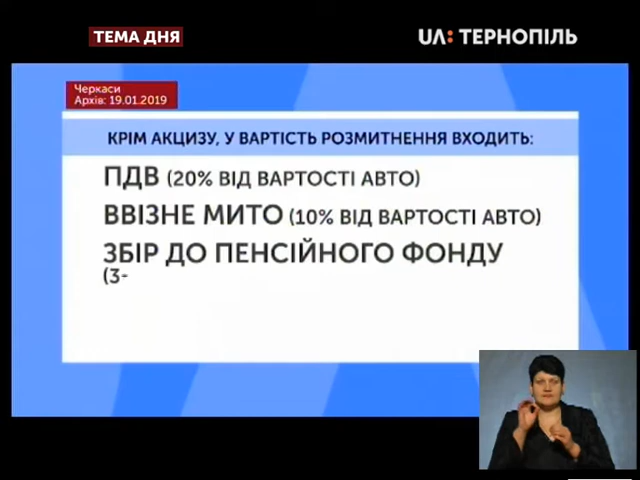 ТЕМА ДНЯ
UA: ТЕРНОПІЛЬ
Черкаси
Архів: 19.01.2019
КРІМ АКЦИЗУ, У ВАРТІСТЬ РОЗМИТНЕННЯ ВХОДИТЬ:
ПДВ (20% ВІД ВАРТОСТІ АВТО)
ВВІЗНЕ МИТО (10% ВІД ВАРТОСТІ АВТО)
ЗБІР ДО ПЕНСІЙНОГО ФОНДУ
(3-